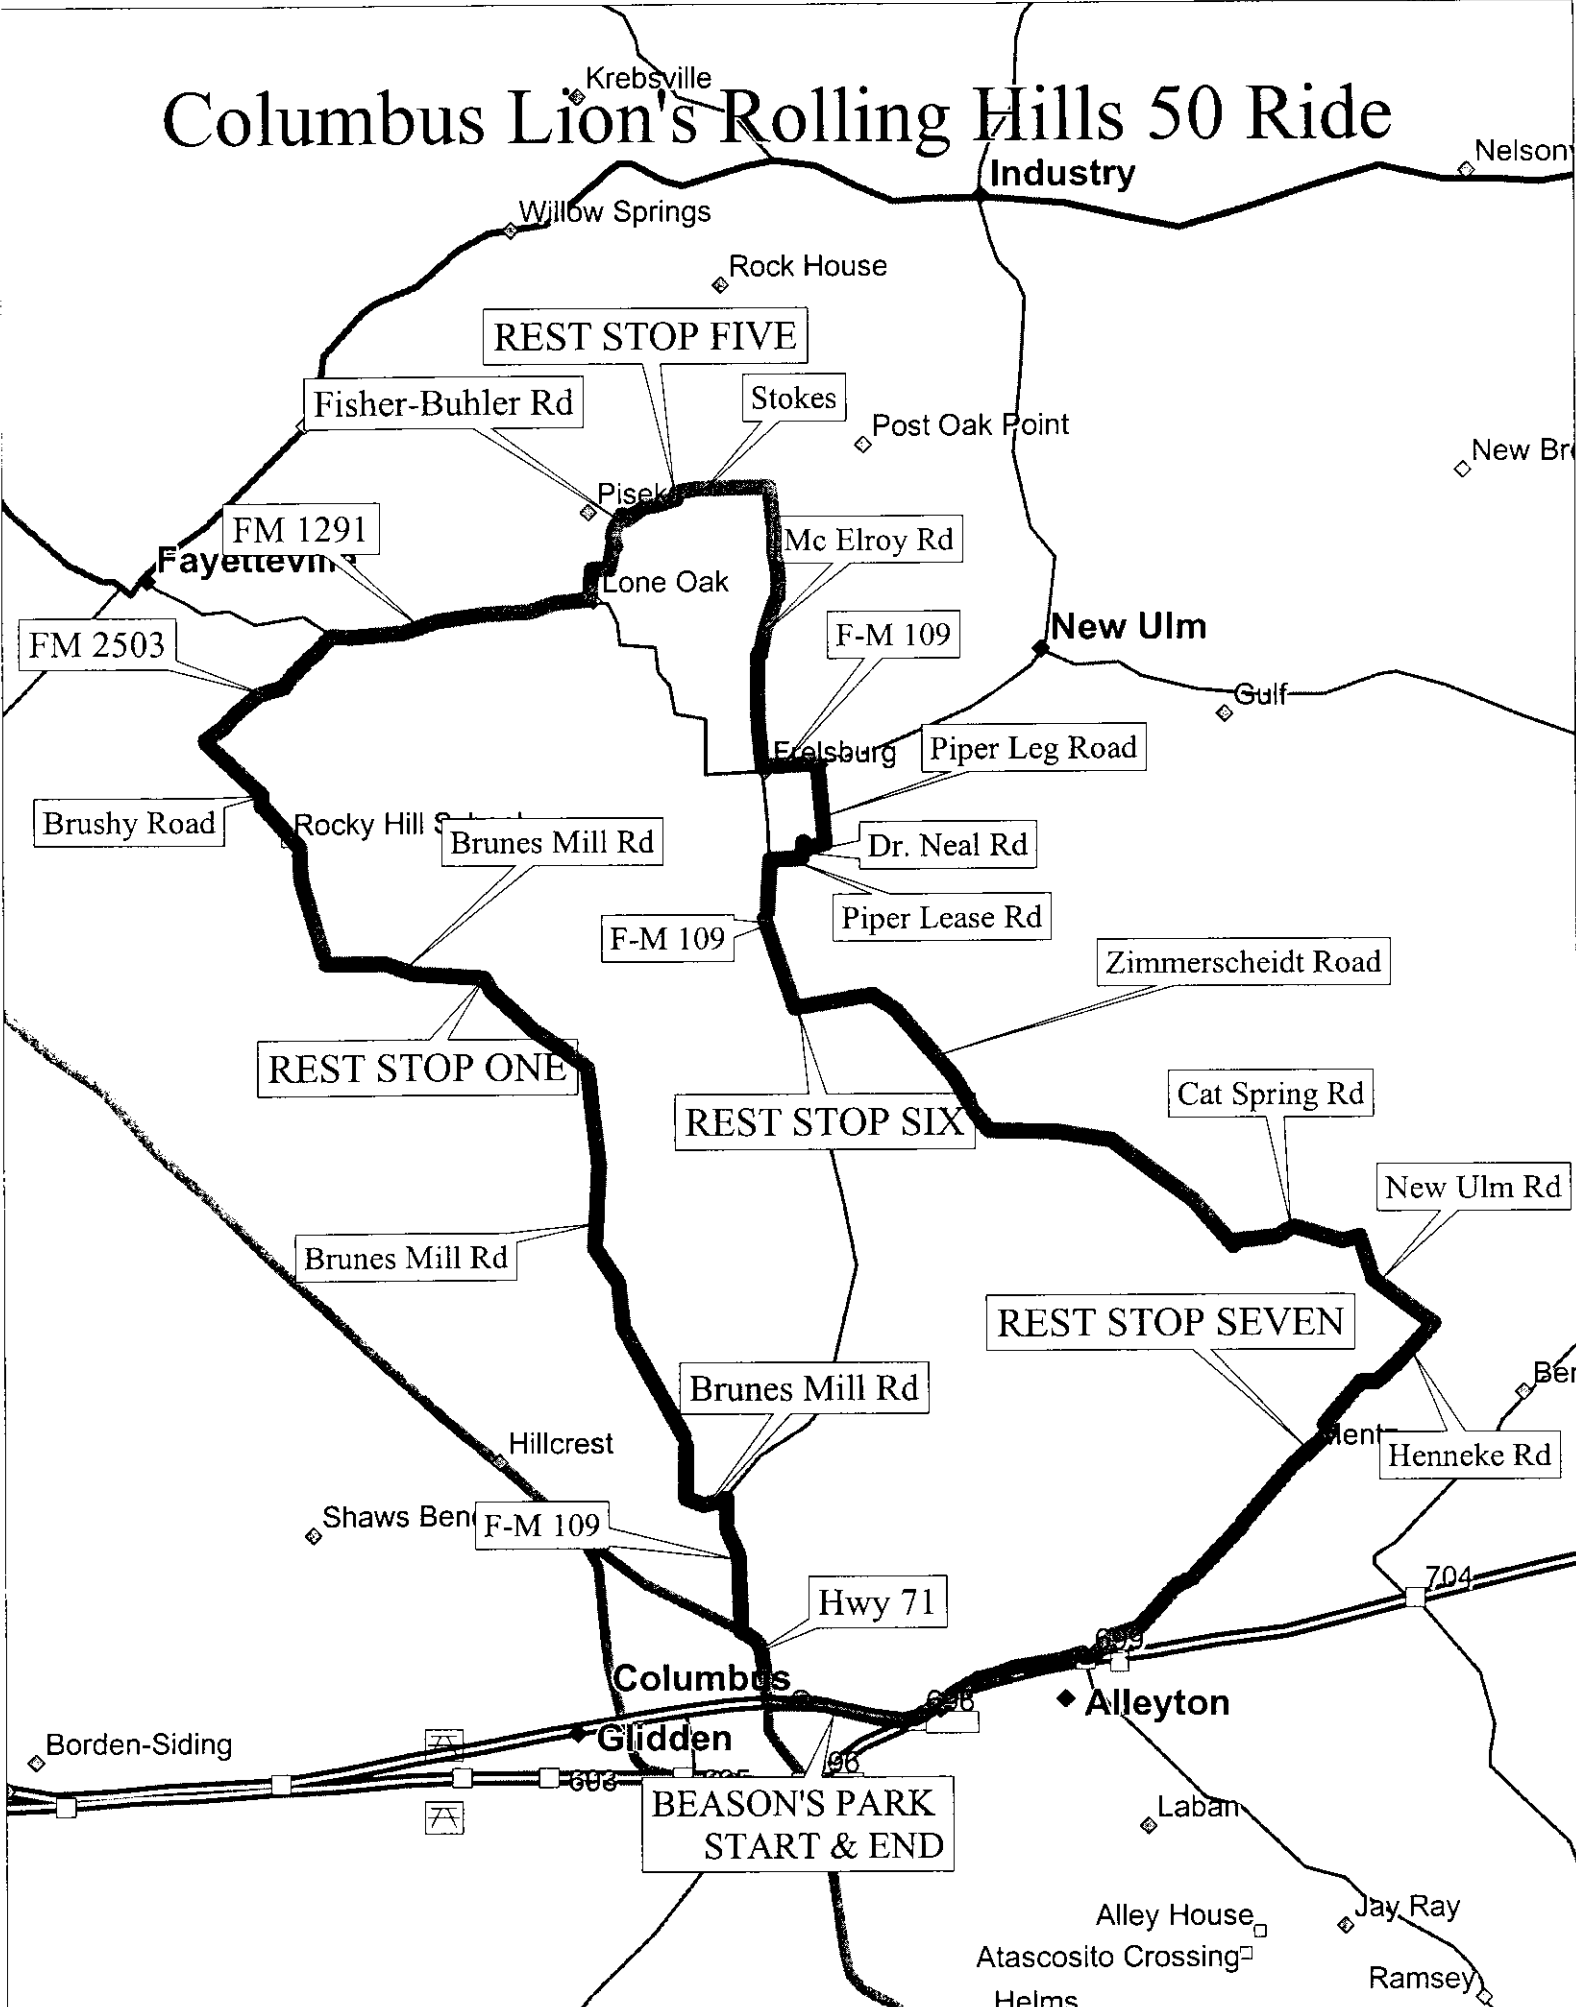 Krebsville
Columbus Lion's Rolling Hills 50 Ride
Industry
Willow Springs
Rock House
REST STOP FIVE
Fisher-Buhler Rd
Stokes
Post Oak Point
Pisek
FM 1291
Mc Elroy Rd
Lone Oak
FM 2503
F-M 109
New Ulm
Gulf
Piper Leg Road
Brushy Road
Rocky Hill
Brunes Mill Rd
Dr. Neal Rd
Piper Lease Rd
F-M 109
Zimmerscheidt Road
REST STOP ONE
Cat Spring Rd
REST STOP SIX
New Ulm Rd
Brunes Mill Rd
REST STOP SEVEN
Brunes Mill Rd
Hillcrest
Henneke Rd
Shaws
F-M 109
704
Hwy 71
Columbus
Alleyton
Glidden
Borden-Siding
BEASON'S PARK
START & END
Laban
Alley House
Jay Ray
Atascosito Crossing
Ramsey
Helms